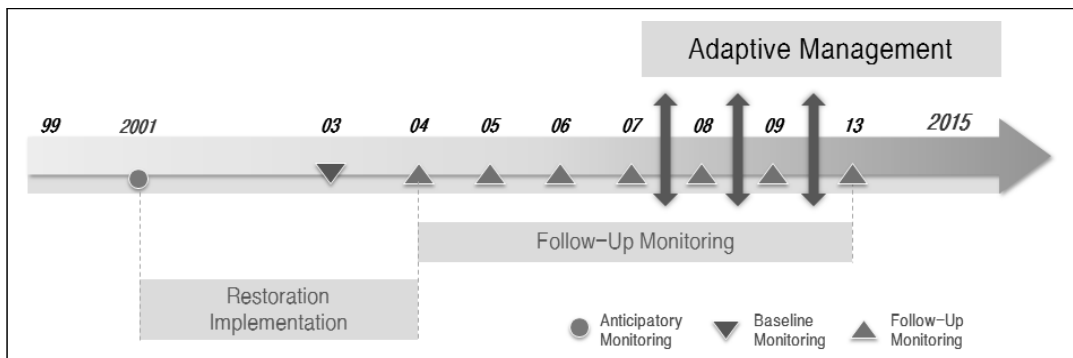 Adaptive Management
99 2001 03 04 05 06 07 08 09 13 2015
Follow-Up Monitoring
Restoration
Implementation
Anticipatory
Monitoring
Baseline
Monitoring
Follow-Up
Monitoring